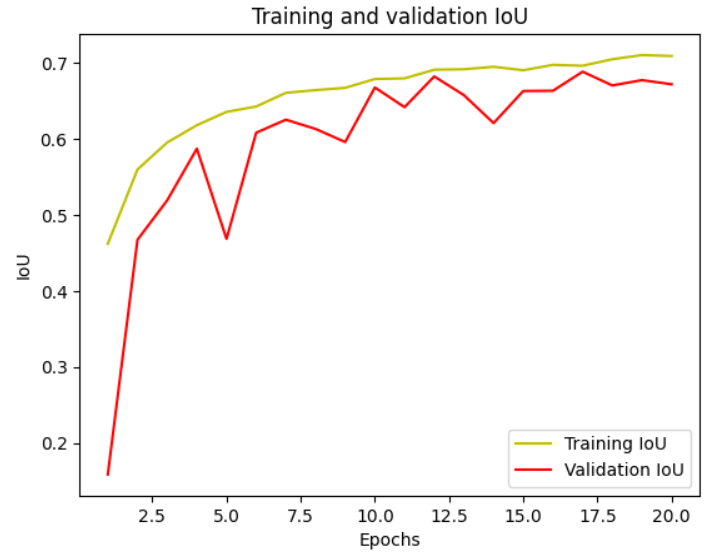 Training and validation IoU
0.7
0.6
0.5
0.4
0.3
0.2
IoU
Training IoU
Validation IoU
2.5 5.0 7.5 10.0 12.5 15.0 17.5 20.0
Epochs